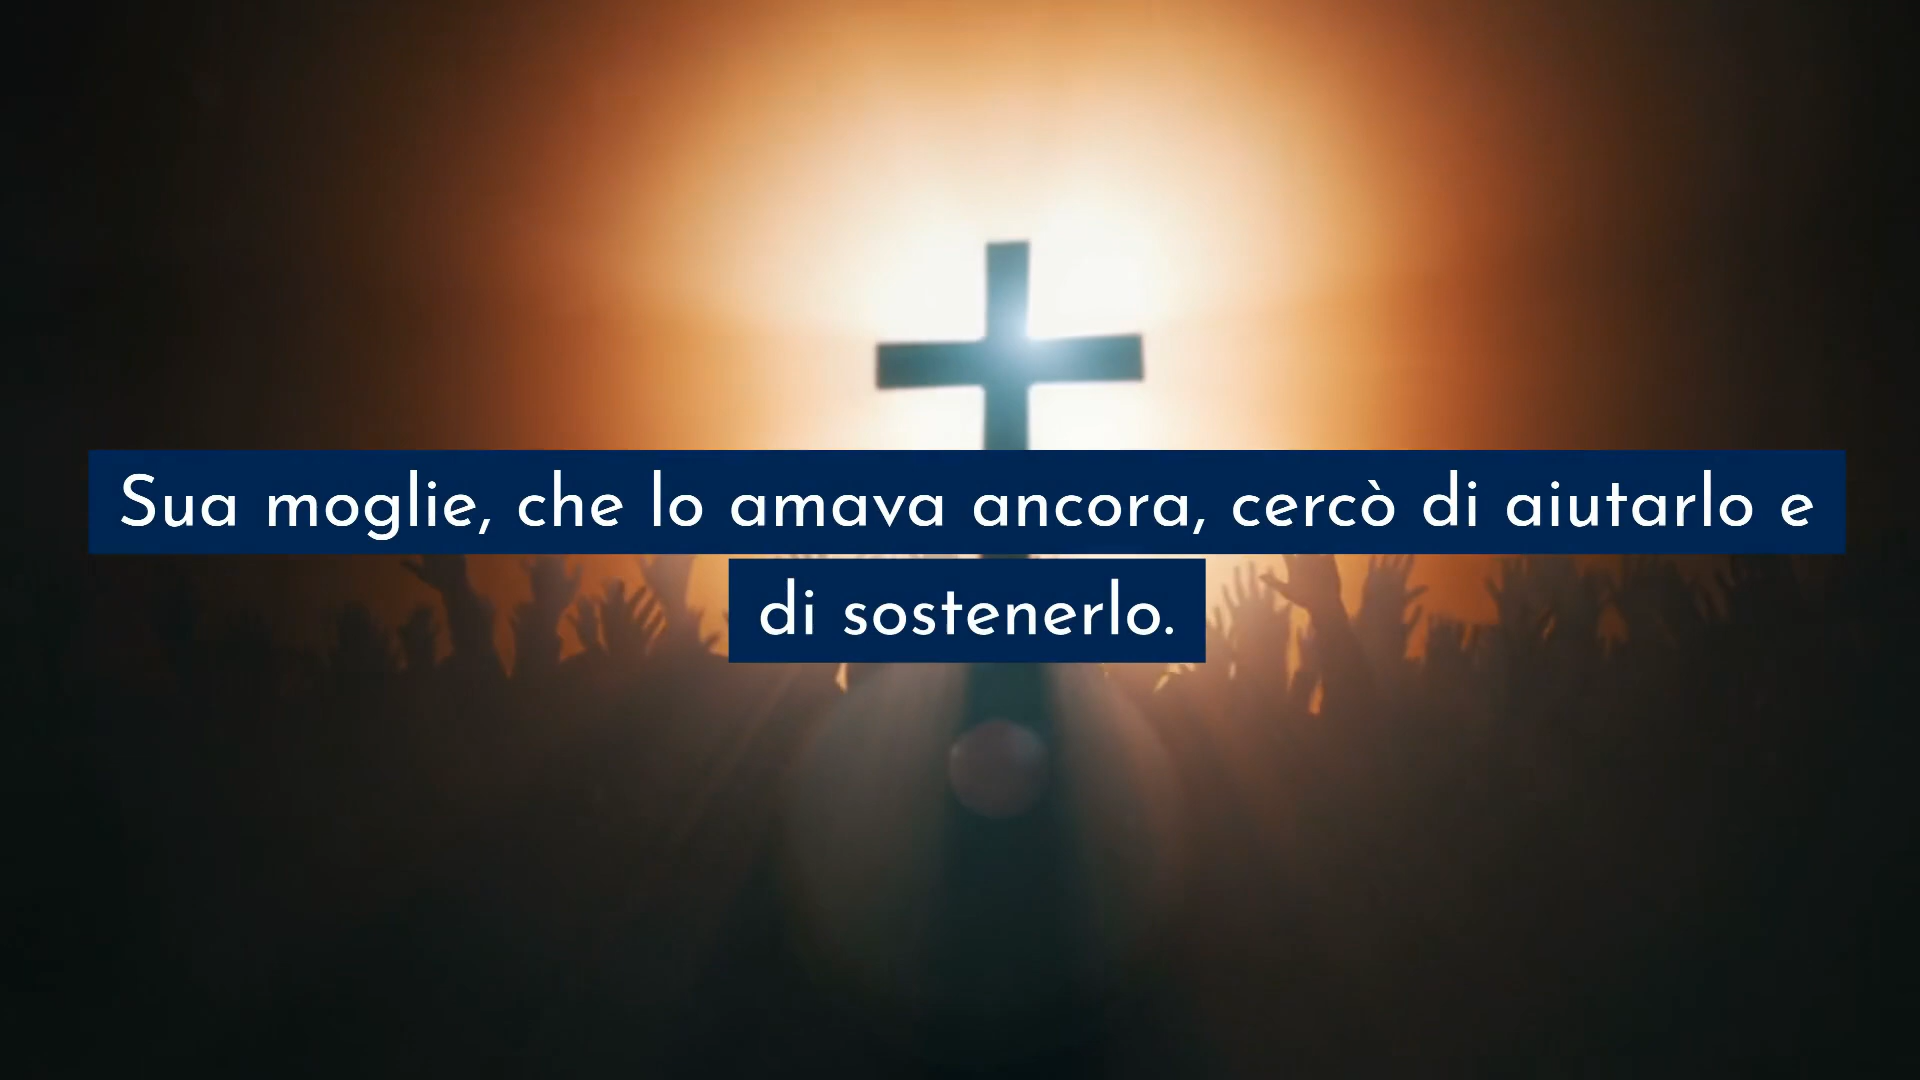 Sua moglie, che lo amava ancora, cercò di aiutarlo e
di sostenerlo.